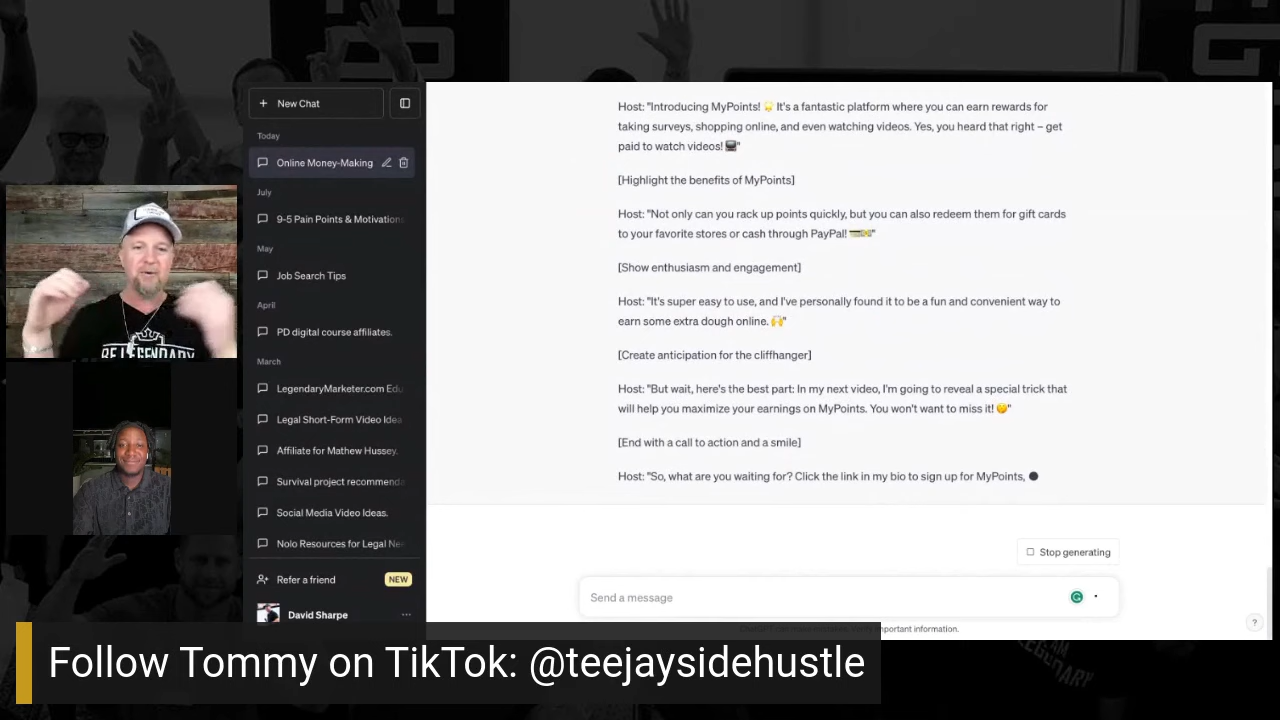 New Chat
Today
Online Money-Making
July
9-5 Pain Points & Motivation
May
Job Search Tips
April
PD digital course affiliates.
March
LegendaryMarketer.com Edu
Legal Short-Form Video Idea
Affiliate for Mathew Hussey.
Survival project recommenda
Social Media Video Ideas.
Nolo Resources for Legal Ne
Refer a friend
NEW
David Sharpe
Host: "Introducing MyPoints! 🌟 It's a fantastic platform where you can earn rewards for
taking surveys, shopping online, and even watching videos. Yes, you heard that right – get
paid to watch videos! 📺"
[Highlight the benefits of MyPoints]
Host: "Not only can you rack up points quickly, but you can also redeem them for gift cards
to your favorite stores or cash through PayPal! 💳💵"
[Show enthusiasm and engagement]
Host: "It's super easy to use, and I've personally found it to be a fun and convenient way to
earn some extra dough online. 🙌"
[Create anticipation for the cliffhanger]
Host: "But wait, here's the best part: In my next video, I'm going to reveal a special trick that
will help you maximize your earnings on MyPoints. You won't want to miss it! 😉"
[End with a call to action and a smile]
Host: "So, what are you waiting for? Click the link in my bio to sign up for MyPoints,
Stop generating
Send a message
important information.
?
BE LEGENDARY
LEGENDARY
Follow Tommy on TikTok: @teejaysidehustle